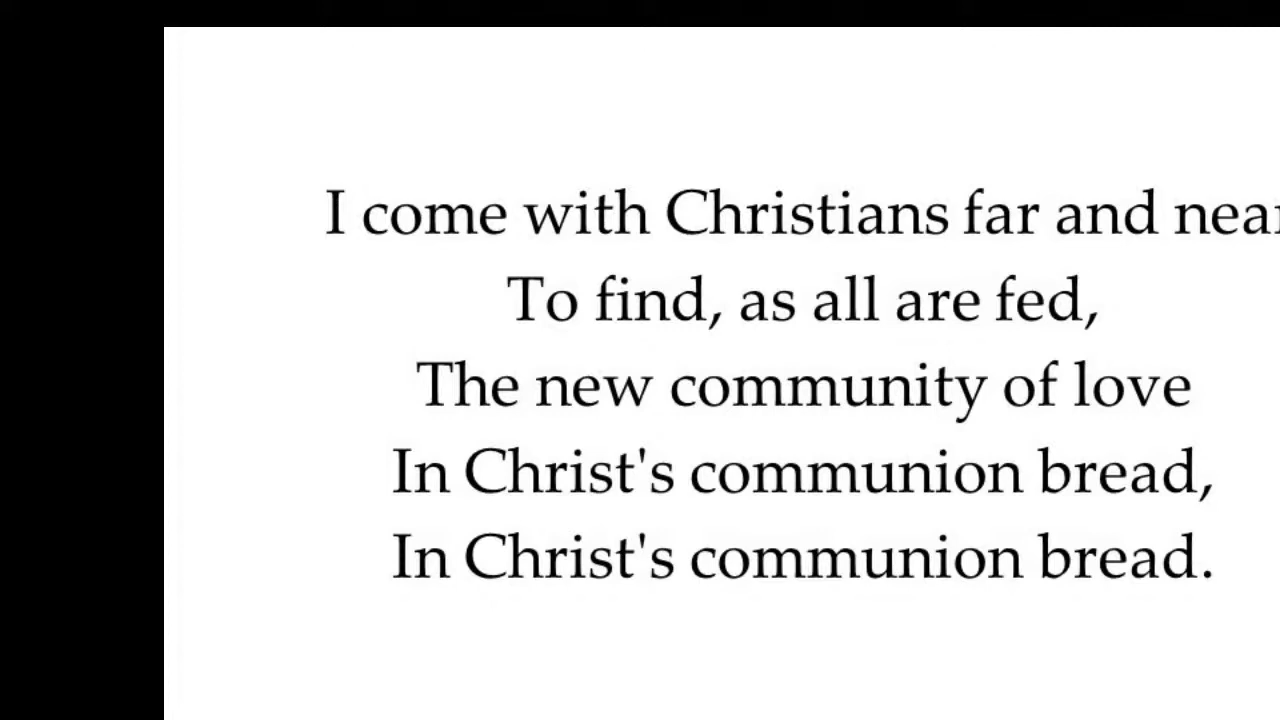 I come with Christians far and near
To find, as all are fed,
The new community of love
In Christ's communion bread,
In Christ's communion bread.